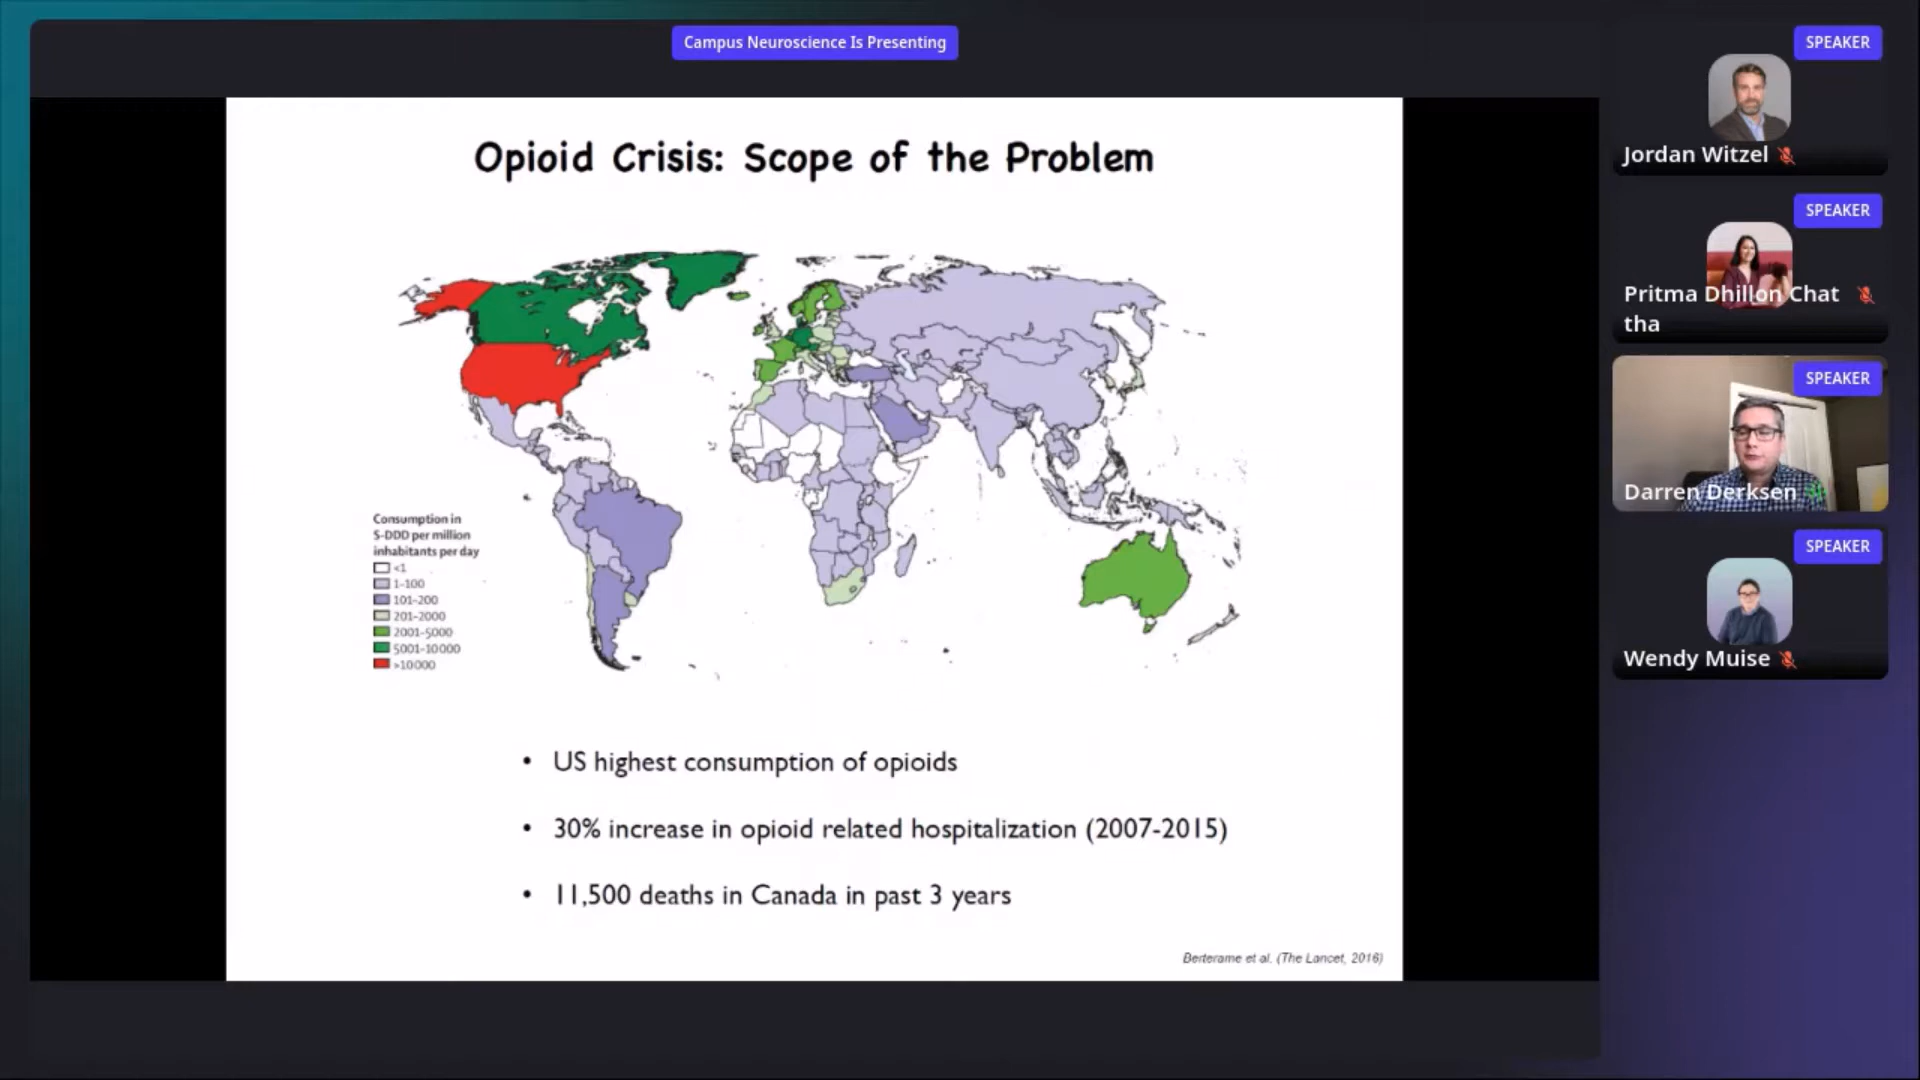 Campus Neuroscience Is Presenting
Opioid Crisis: Scope of the Problem
Consumption in
S-DDD per million
inhabitants per day
<1
1-100
101-200
201-2000
2001-5000
5001-10000
>10000
• US highest consumption of opioids
• 30% increase in opioid related hospitalization (2007-2015)
• 11,500 deaths in Canada in past 3 years
Berterame et al. (The Lancet, 2016)
SPEAKER
Jordan Witzel
SPEAKER
Pritma Dhillon Chat
tha
SPEAKER
Darren Derksen
SPEAKER
Wendy Muise